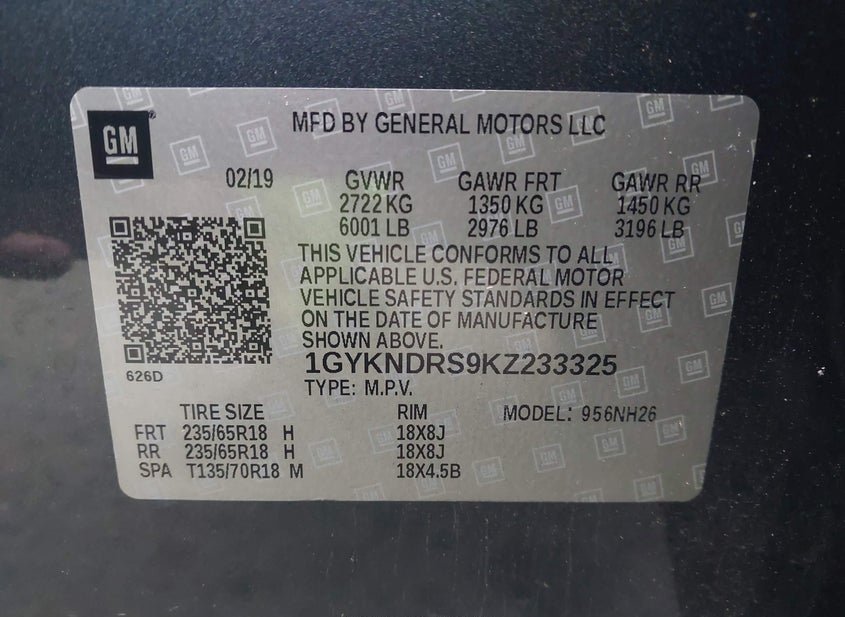 GM
MFD BY GENERAL MOTORS LLC
02/19 GVWR GAWR FRT GAWR RR
2722 KG 1350 KG 1450 KG
6001 LB 2976 LB 3196 LB
THIS VEHICLE CONFORMS TO ALL
APPLICABLE U.S. FEDERAL MOTOR
VEHICLE SAFETY STANDARDS IN EFFECT
ON THE DATE OF MANUFACTURE
SHOWN ABOVE.
1GYKNDRS9KZ233325
626D
TYPE: M.P.V.
TIRE SIZE RIM MODEL: 956NH26
FRT 235/65R18 H 18X8J
RR 235/65R18 H 18X8J
SPA T135/70R18 M 18X4.5B